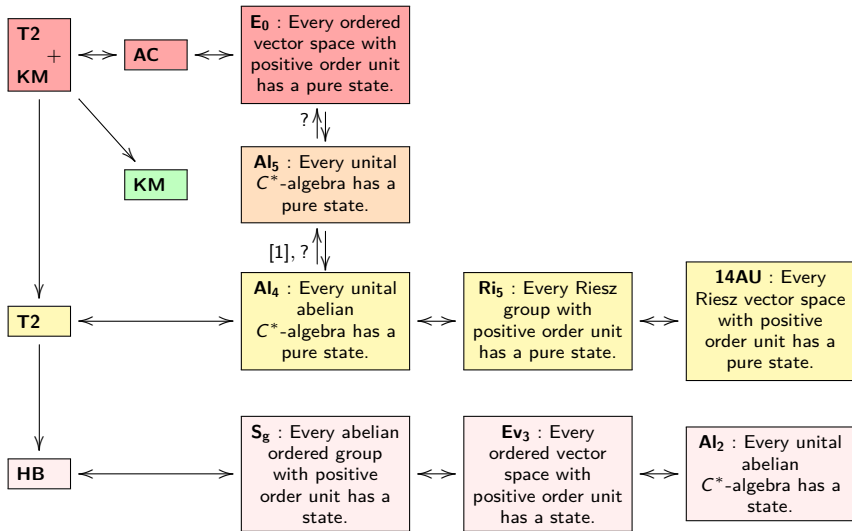 T2
+
KM
AC
E₀ : Every ordered
vector space with
positive order unit
has a pure state.
?
KM
Al₅ : Every unital
C*-algebra has a
pure state.
[1], ?
T2
Al₄ : Every unital
abelian
C*-algebra has a
pure state.
Ri₅ : Every Riesz
group with
positive order unit
has a pure state.
14AU : Every
Riesz vector space
with positive
order unit has a
pure state.
HB
S_g : Every abelian
ordered group
with positive
order unit has a
state.
Ev₃ : Every
ordered vector
space with
positive order unit
has a state.
Al₂ : Every unital
abelian
C*-algebra has a
state.